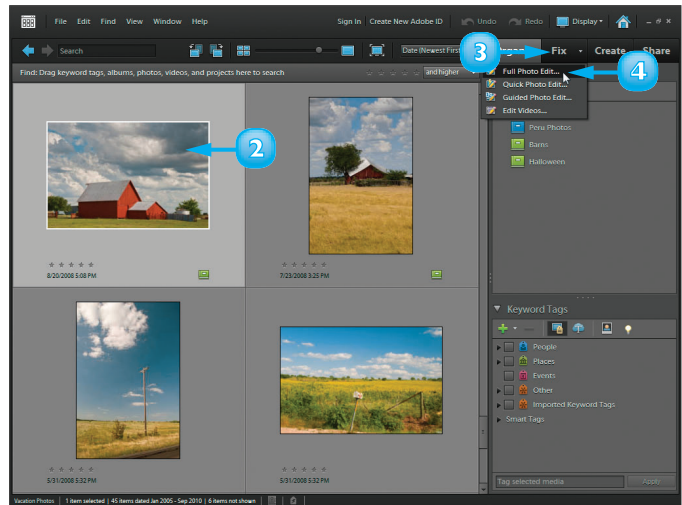 File Edit Find View Window Help Sign In Create New Adobe ID Undo Redo Display
Search Date (Newest First Fix Create Share
3
Find: Drag keyword tags, albums, photos, videos, and projects here to search and higher
Full Photo Edit...
4
Quick Photo Edit...
Guided Photo Edit...
Edit Videos...
Peru Photos
Barns
Halloween
2
8/20/2008 5:08 PM
7/23/2008 3:25 PM
Keyword Tags
People
Places
Events
Other
Imported Keyword Tags
Smart Tags
5/31/2008 5:32 PM
5/31/2008 5:32 PM
Tag selected media Apply
Vacation Photos | 1 item selected | 45 items dated Jan 2005 - Sep 2010 | 6 items not shown